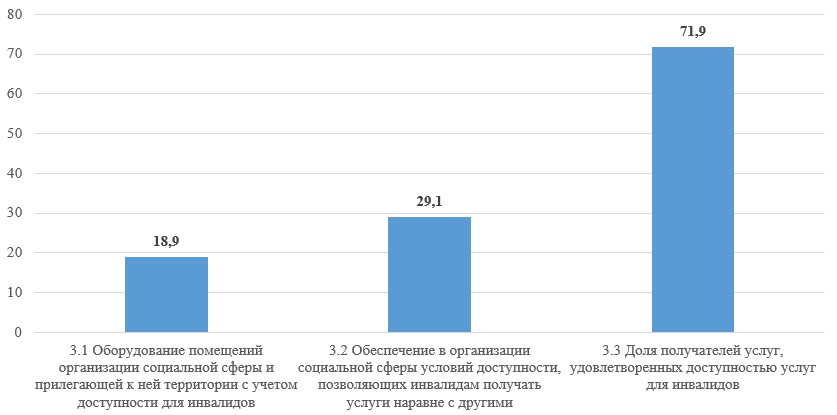 80
70
60
50
40
30
20
10
0
18,9
29,1
71,9
3.1 Оборудование помещений
организации социальной сферы и
прилегающей к ней территории с учетом
доступности для инвалидов
3.2 Обеспечение в организации
социальной сферы условий доступности,
позволяющих инвалидам получать
услуги наравне с другими
3.3 Доля получателей услуг,
удовлетворенных доступностью услуг
для инвалидов